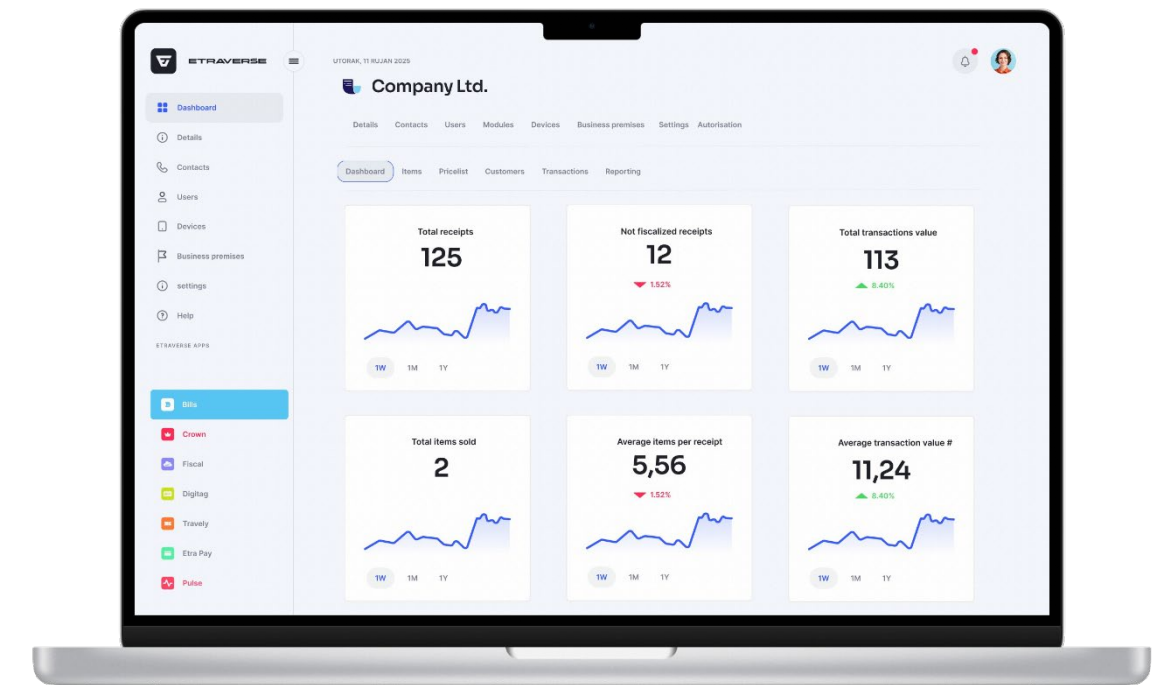 ETRAVERSE
UTORAK, 11 RUJAN 2025
Company Ltd.
Dashboard
Details
Contacts
Users
Devices
Business premises
settings
Help
ETRAVERSE APPS
Bills
Crown
Fiscal
Digitag
Travely
Etra Pay
Pulse
Details Contacts Users Modules Devices Business premises Settings Autorisation
Dashboard Items Pricelist Customers Transactions Reporting
Total receipts
125
1W 1M 1Y
Not fiscalized receipts
12
1.52%
1W 1M 1Y
Total transactions value
113
8.40%
1W 1M 1Y
Total items sold
2
1W 1M 1Y
Average items per receipt
5,56
1.52%
1W 1M 1Y
Average transaction value #
11,24
8.40%
1W 1M 1Y